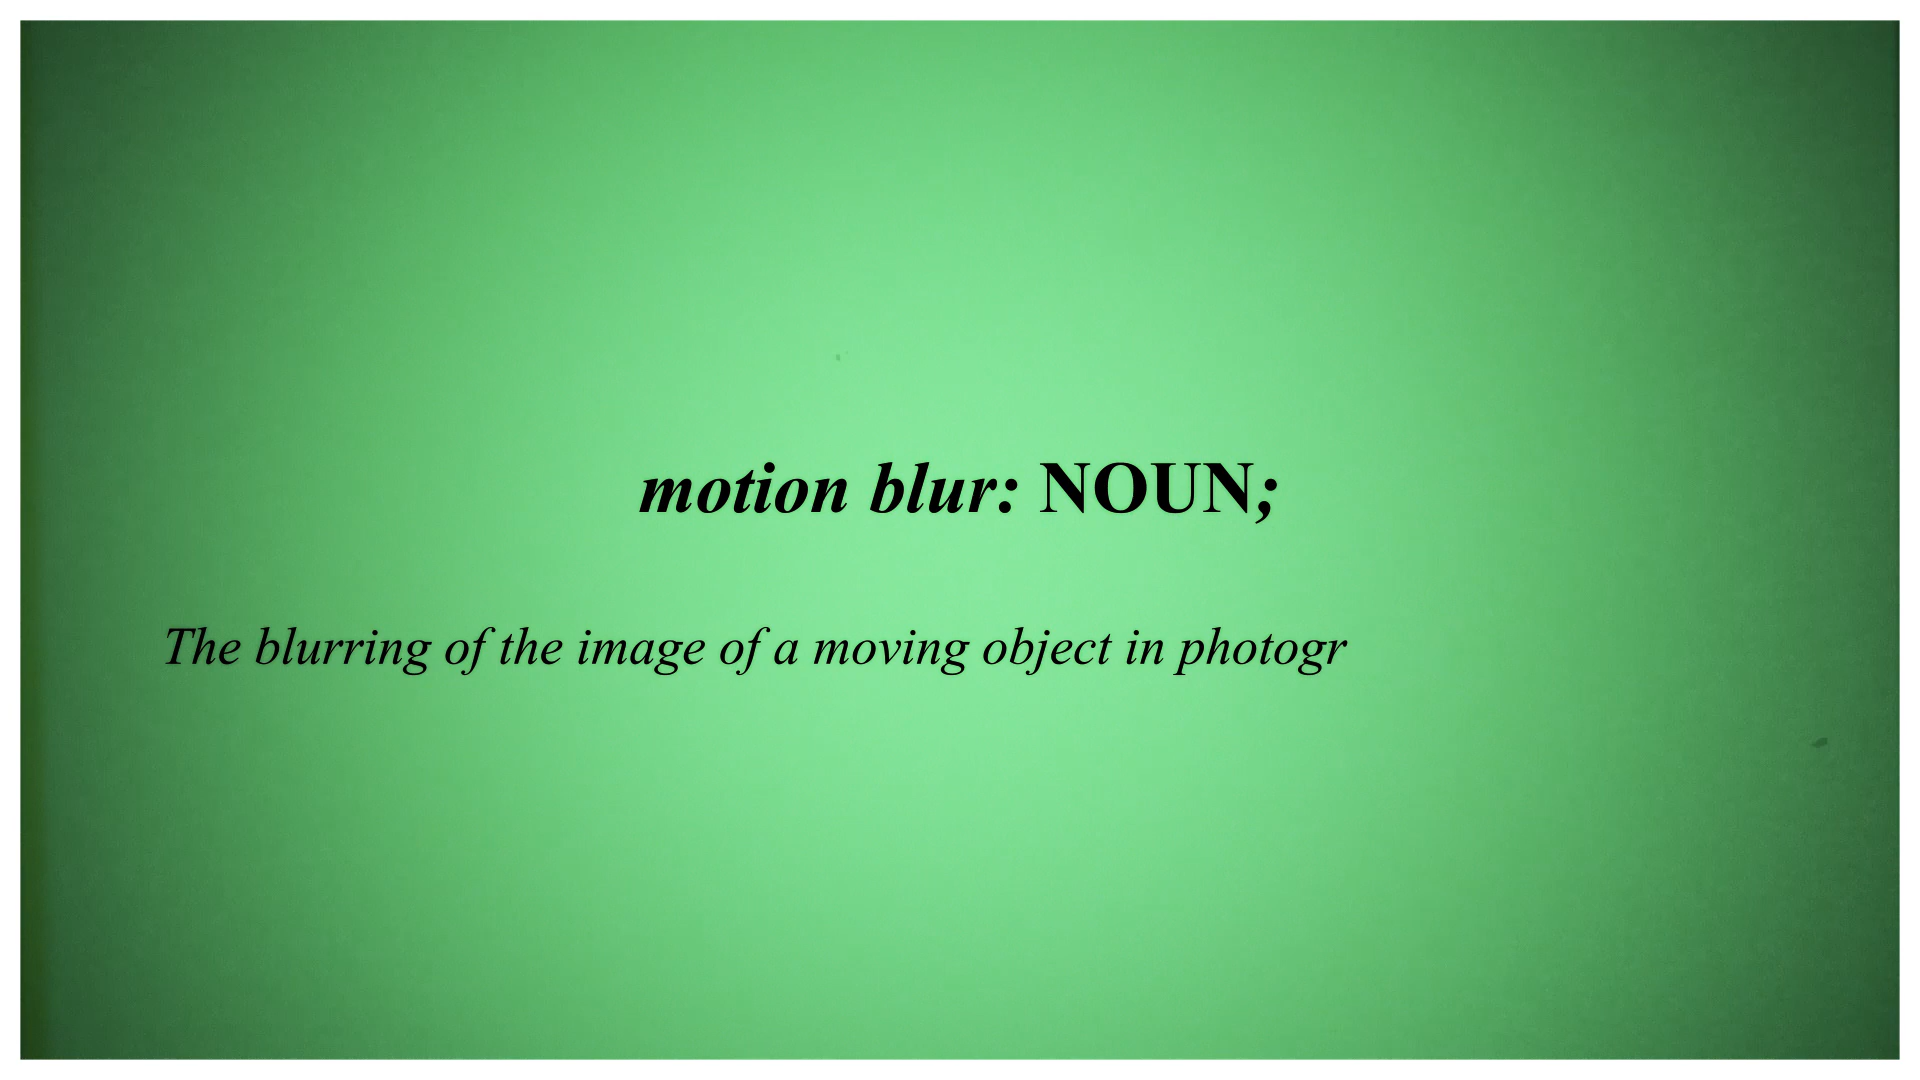 motion blur: NOUN;
The blurring of the image of a moving object in photogr